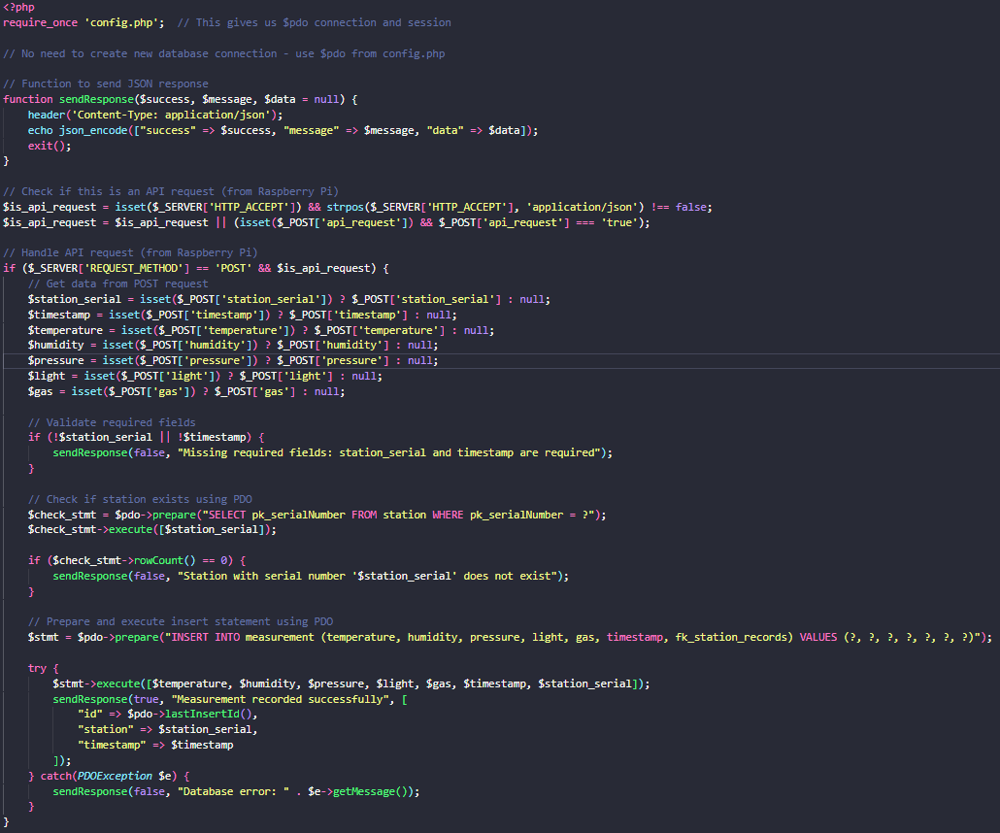 <?php
require_once 'config.php';  // This gives us $pdo connection and session

// No need to create new database connection - use $pdo from config.php

// Function to send JSON response
function sendResponse($success, $message, $data = null) {
    header('Content-Type: application/json');
    echo json_encode(["success" => $success, "message" => $message, "data" => $data]);
    exit();
}

// Check if this is an API request (from Raspberry Pi)
$is_api_request = isset($_SERVER['HTTP_ACCEPT']) && strpos($_SERVER['HTTP_ACCEPT'], 'application/json') !== false;
$is_api_request = $is_api_request || (isset($_POST['api_request']) && $_POST['api_request'] === 'true');

// Handle API request (from Raspberry Pi)
if ($_SERVER['REQUEST_METHOD'] == 'POST' && $is_api_request) {
    // Get data from POST request
    $station_serial = isset($_POST['station_serial']) ? $_POST['station_serial'] : null;
    $timestamp = isset($_POST['timestamp']) ? $_POST['timestamp'] : null;
    $temperature = isset($_POST['temperature']) ? $_POST['temperature'] : null;
    $humidity = isset($_POST['humidity']) ? $_POST['humidity'] : null;
    $pressure = isset($_POST['pressure']) ? $_POST['pressure'] : null;
    $light = isset($_POST['light']) ? $_POST['light'] : null;
    $gas = isset($_POST['gas']) ? $_POST['gas'] : null;

    // Validate required fields
    if (!$station_serial || !$timestamp) {
        sendResponse(false, "Missing required fields: station_serial and timestamp are required");
    }

    // Check if station exists using PDO
    $check_stmt = $pdo->prepare("SELECT pk_serialNumber FROM station WHERE pk_serialNumber = ?");
    $check_stmt->execute([$station_serial]);

    if ($check_stmt->rowCount() == 0) {
        sendResponse(false, "Station with serial number '$station_serial' does not exist");
    }

    // Prepare and execute insert statement using PDO
    $stmt = $pdo->prepare("INSERT INTO measurement (temperature, humidity, pressure, light, gas, timestamp, fk_station_records) VALUES (?, ?, ?, ?, ?, ?, ?)");

    try {
        $stmt->execute([$temperature, $humidity, $pressure, $light, $gas, $timestamp, $station_serial]);
        sendResponse(true, "Measurement recorded successfully", [
            "id" => $pdo->lastInsertId(),
            "station" => $station_serial,
            "timestamp" => $timestamp
        ]);
    } catch(PDOException $e) {
        sendResponse(false, "Database error: " . $e->getMessage());
    }
}